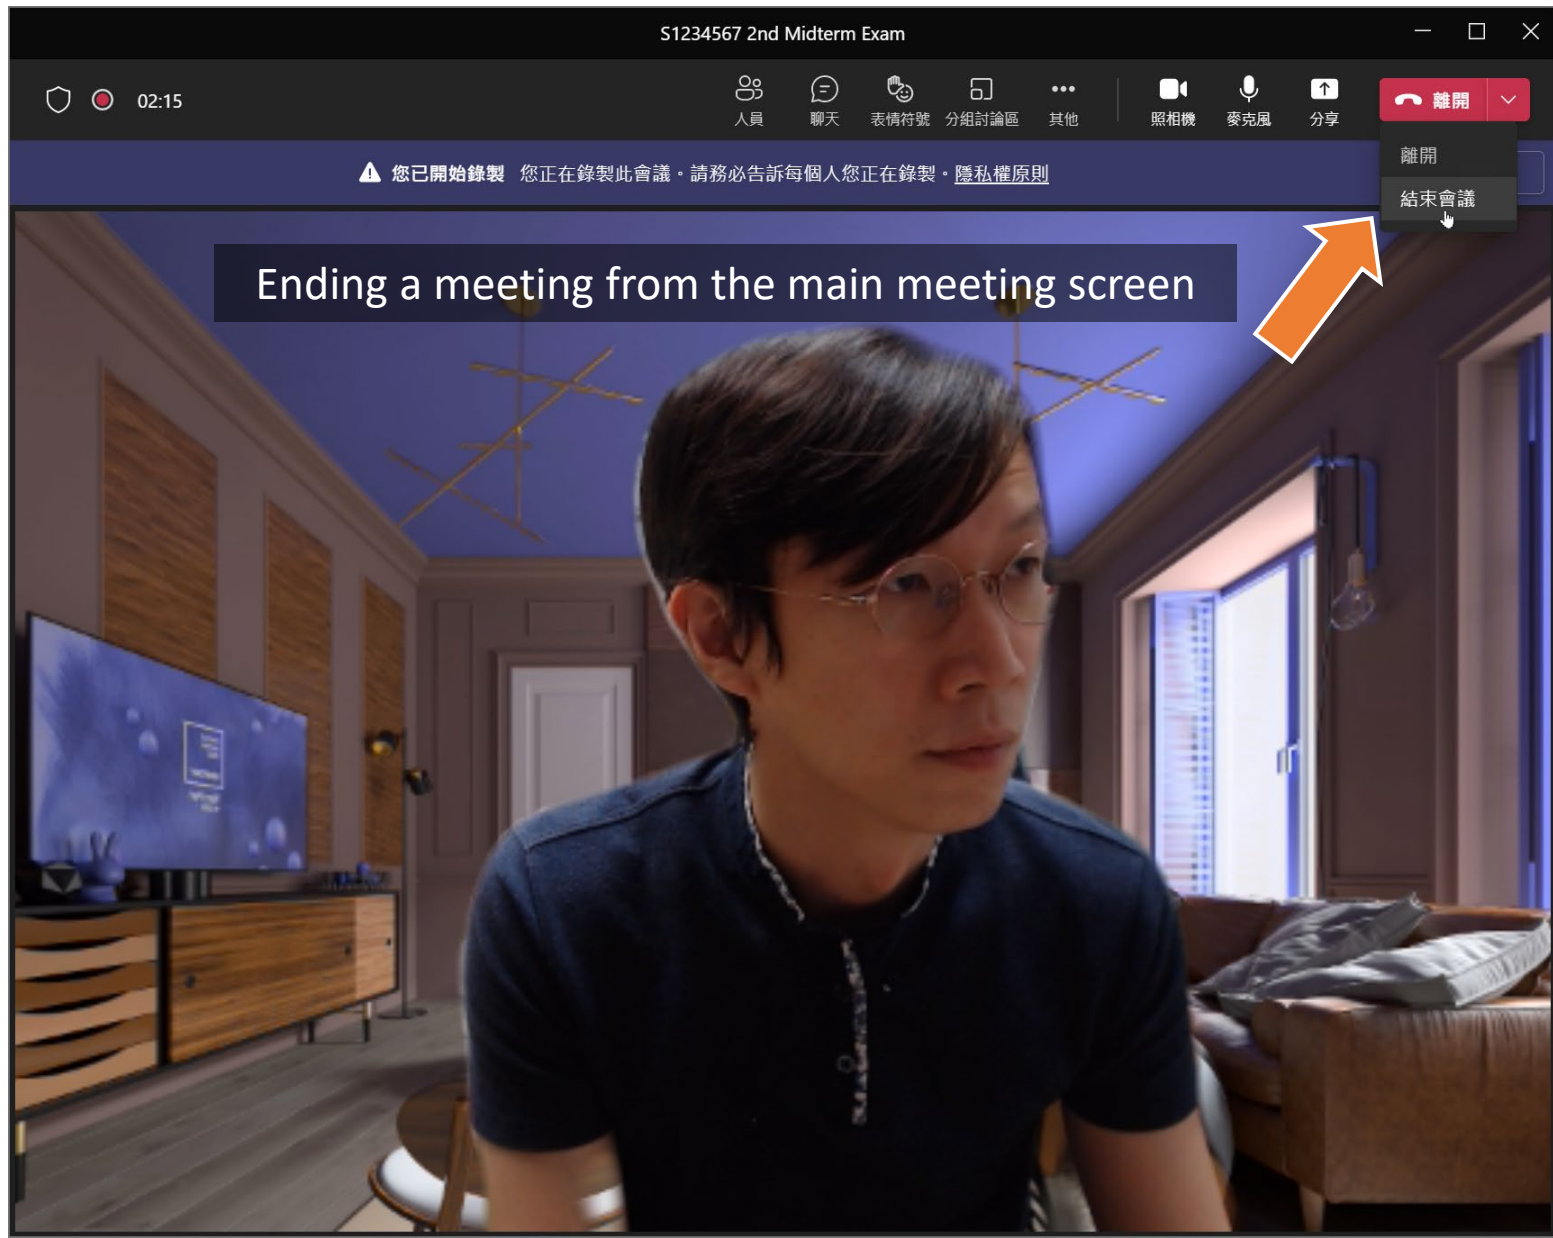 S1234567 2nd Midterm Exam
02:15
人員
聊天
表情符號
分組討論區
其他
照相機
麥克風
分享
離開
離開
結束會議
您已開始錄製 您正在錄製此會議。請務必告訴每個人您正在錄製。隱私權原則
Ending a meeting from the main meeting screen